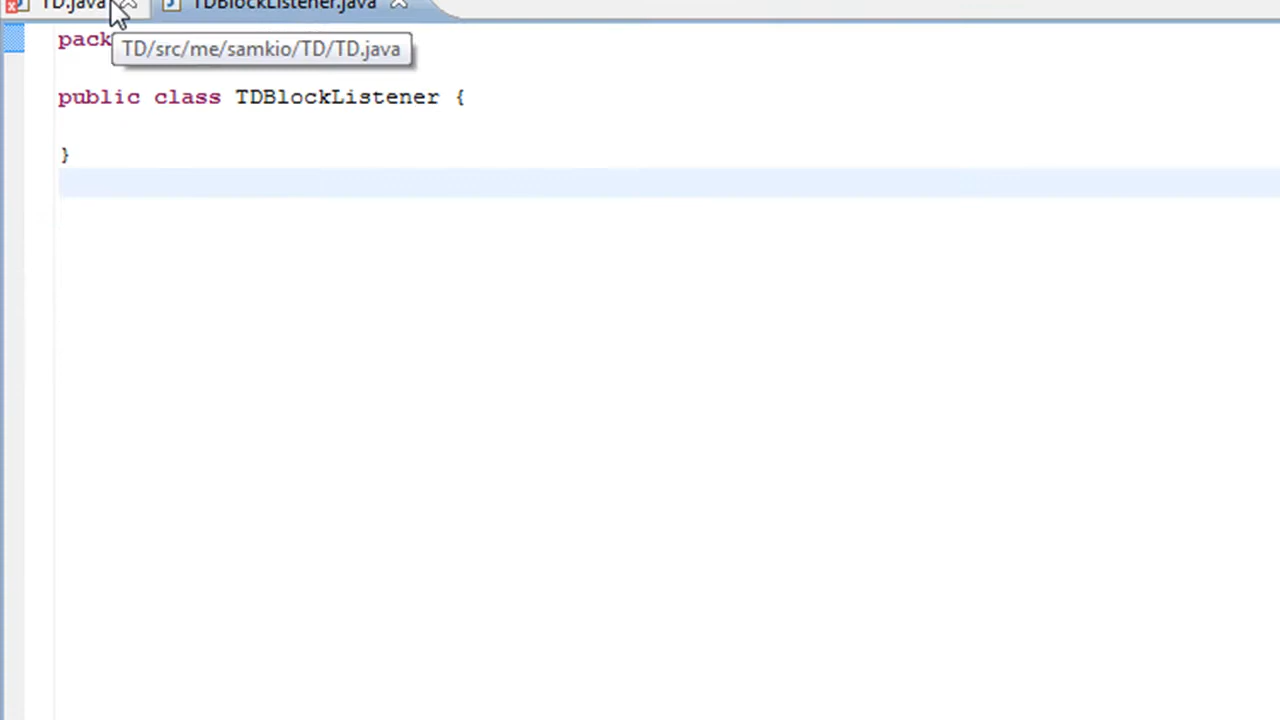 TD.java TDBlockListener.java
pack
TD/src/me/samkio/TD/TD.java
public class TDBlockListener {
}